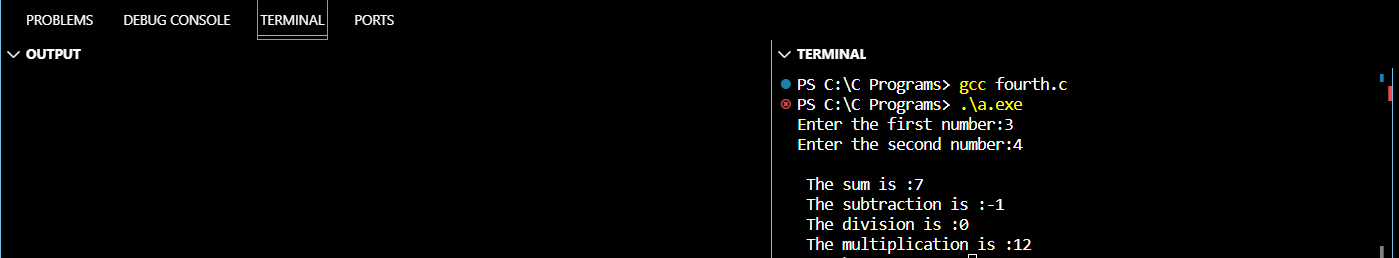 PROBLEMS DEBUG CONSOLE TERMINAL PORTS
OUTPUT
TERMINAL
PS C:\C Programs> gcc fourth.c
PS C:\C Programs> .\a.exe
Enter the first number:3
Enter the second number:4
The sum is :7
The subtraction is :-1
The division is :0
The multiplication is :12